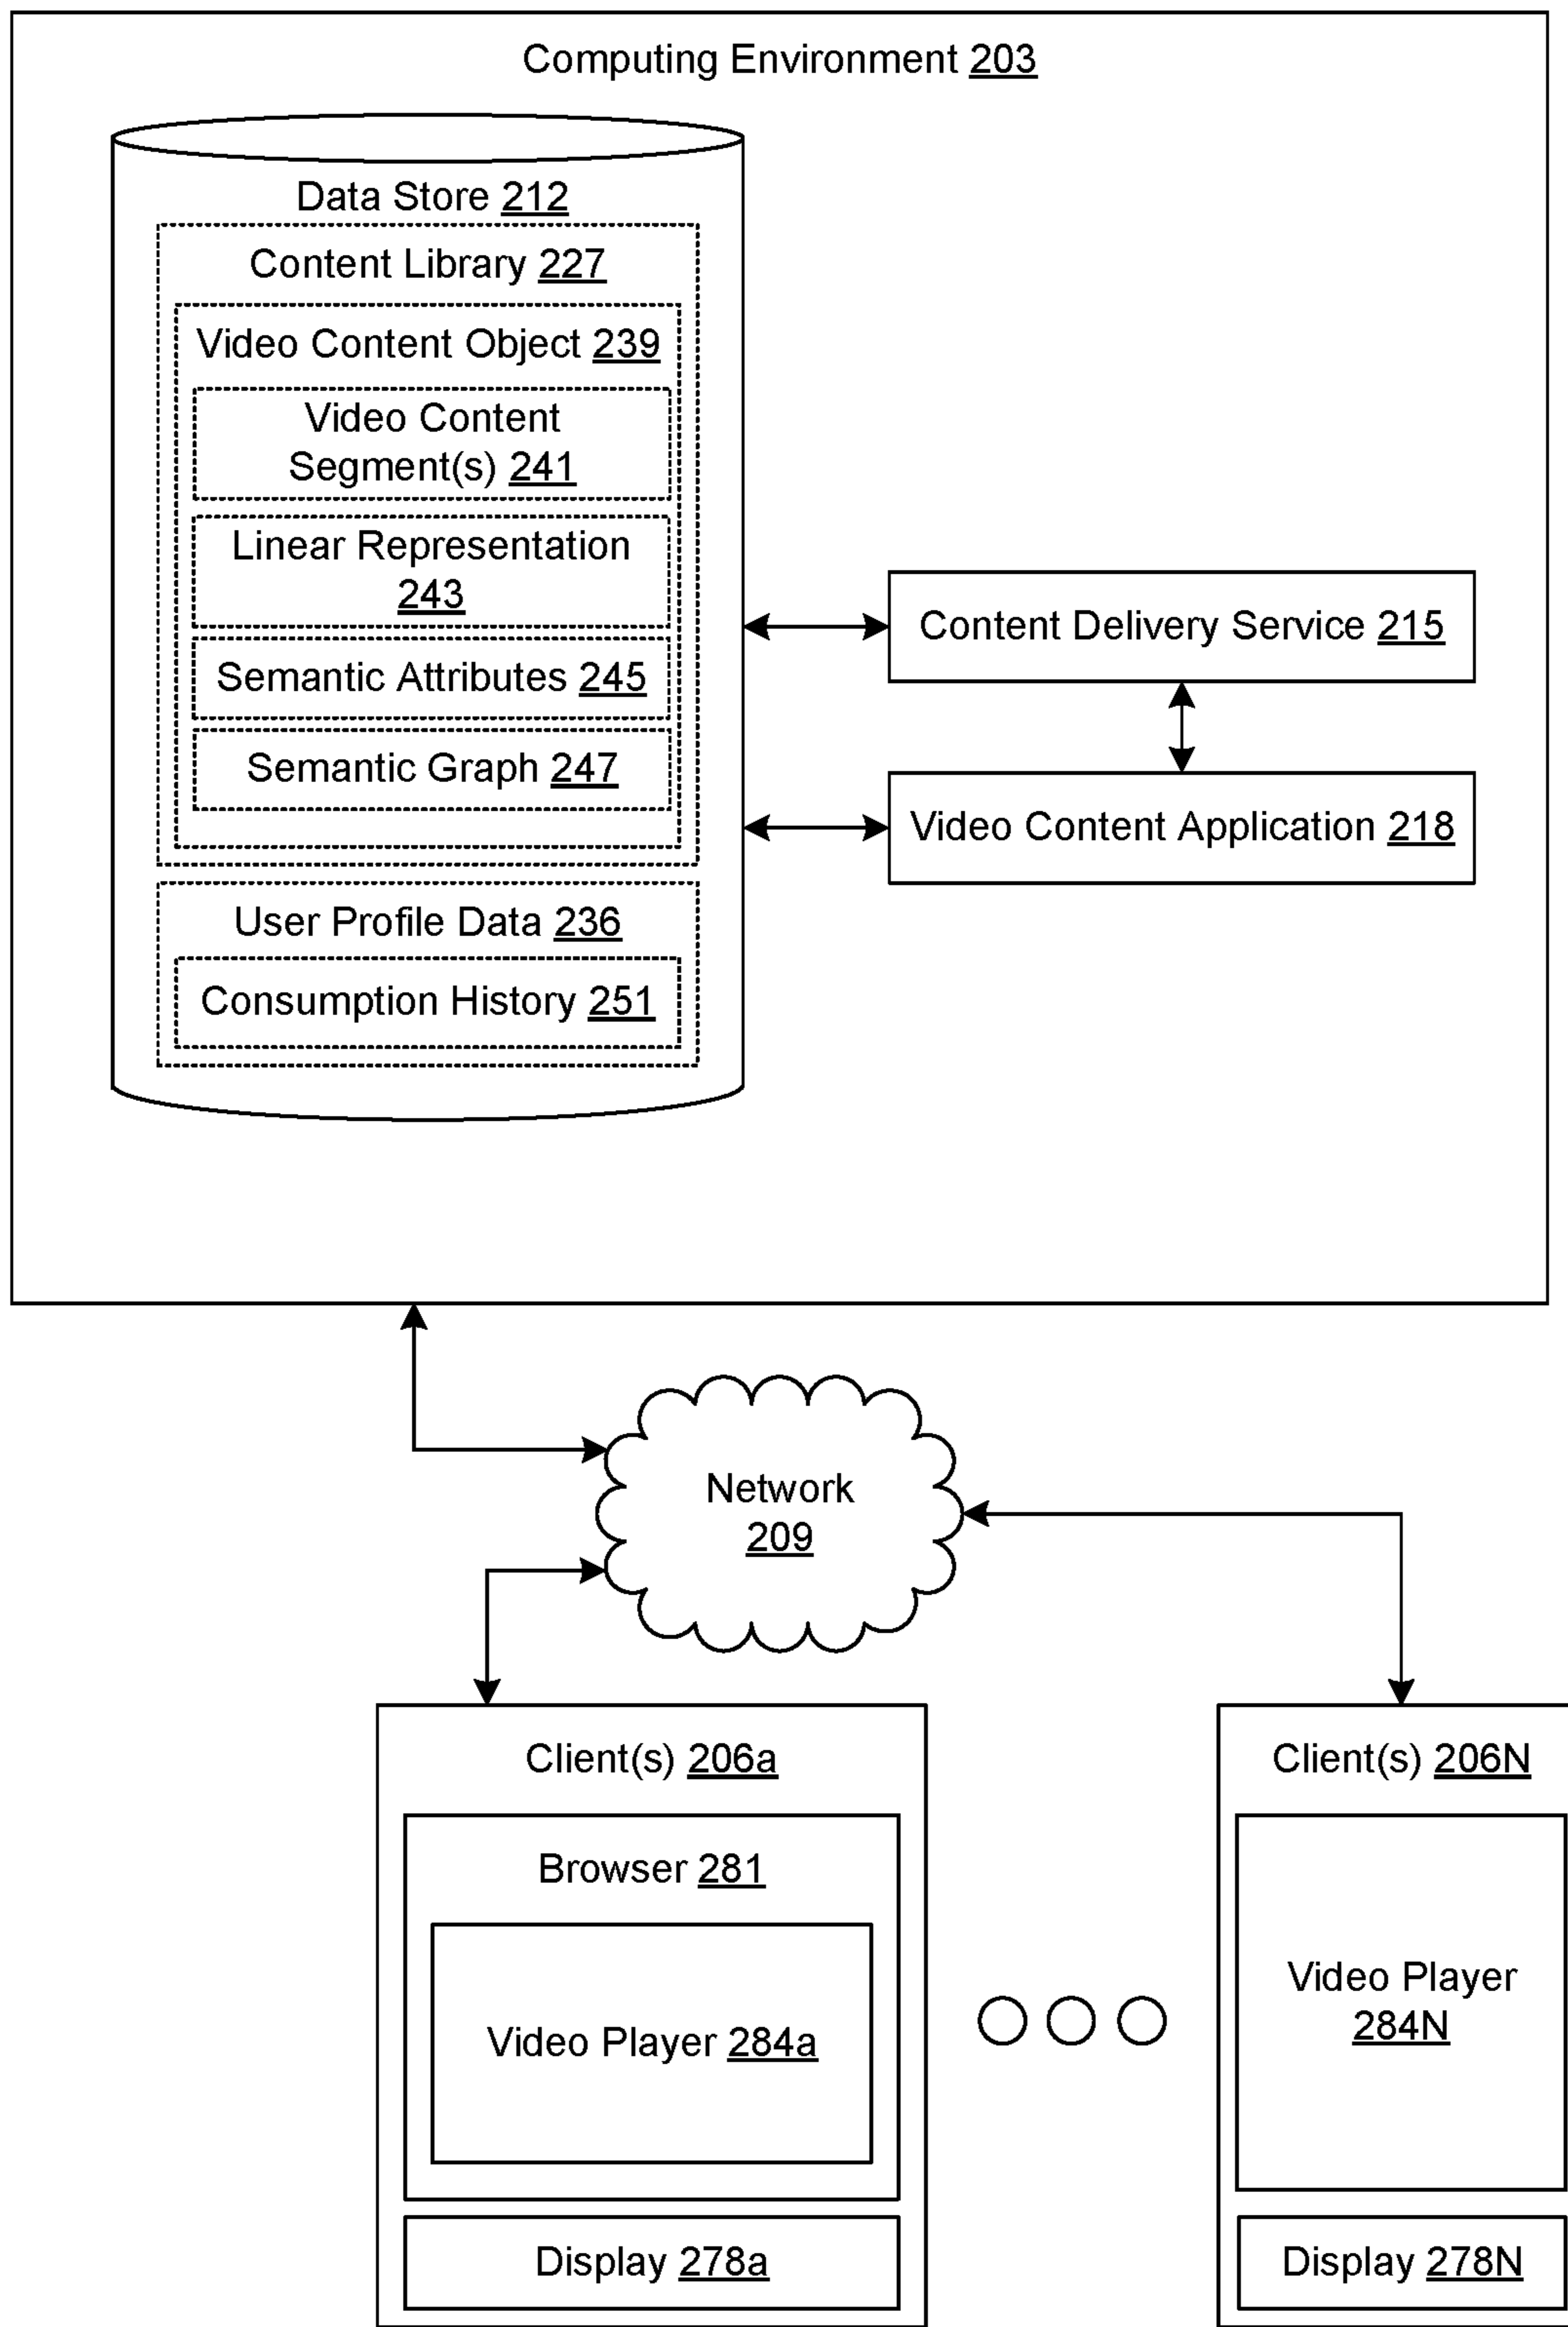 Computing Environment 203
Data Store 212
Content Library 227
Video Content Object 239
Video Content
Segment(s) 241
Linear Representation
243
Semantic Attributes 245
Semantic Graph 247
User Profile Data 236
Consumption History 251
Content Delivery Service 215
Video Content Application 218
Network
209
Client(s) 206a
Browser 281
Video Player 284a
Display 278a
Client(s) 206N
Video Player
284N
Display 278N